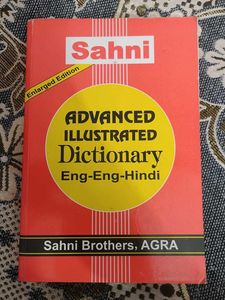 Sahni
Enlarged Edition
ADVANCED
ILLUSTRATED
Dictionary
Eng-Eng-Hindi
Sahni Brothers, AGRA